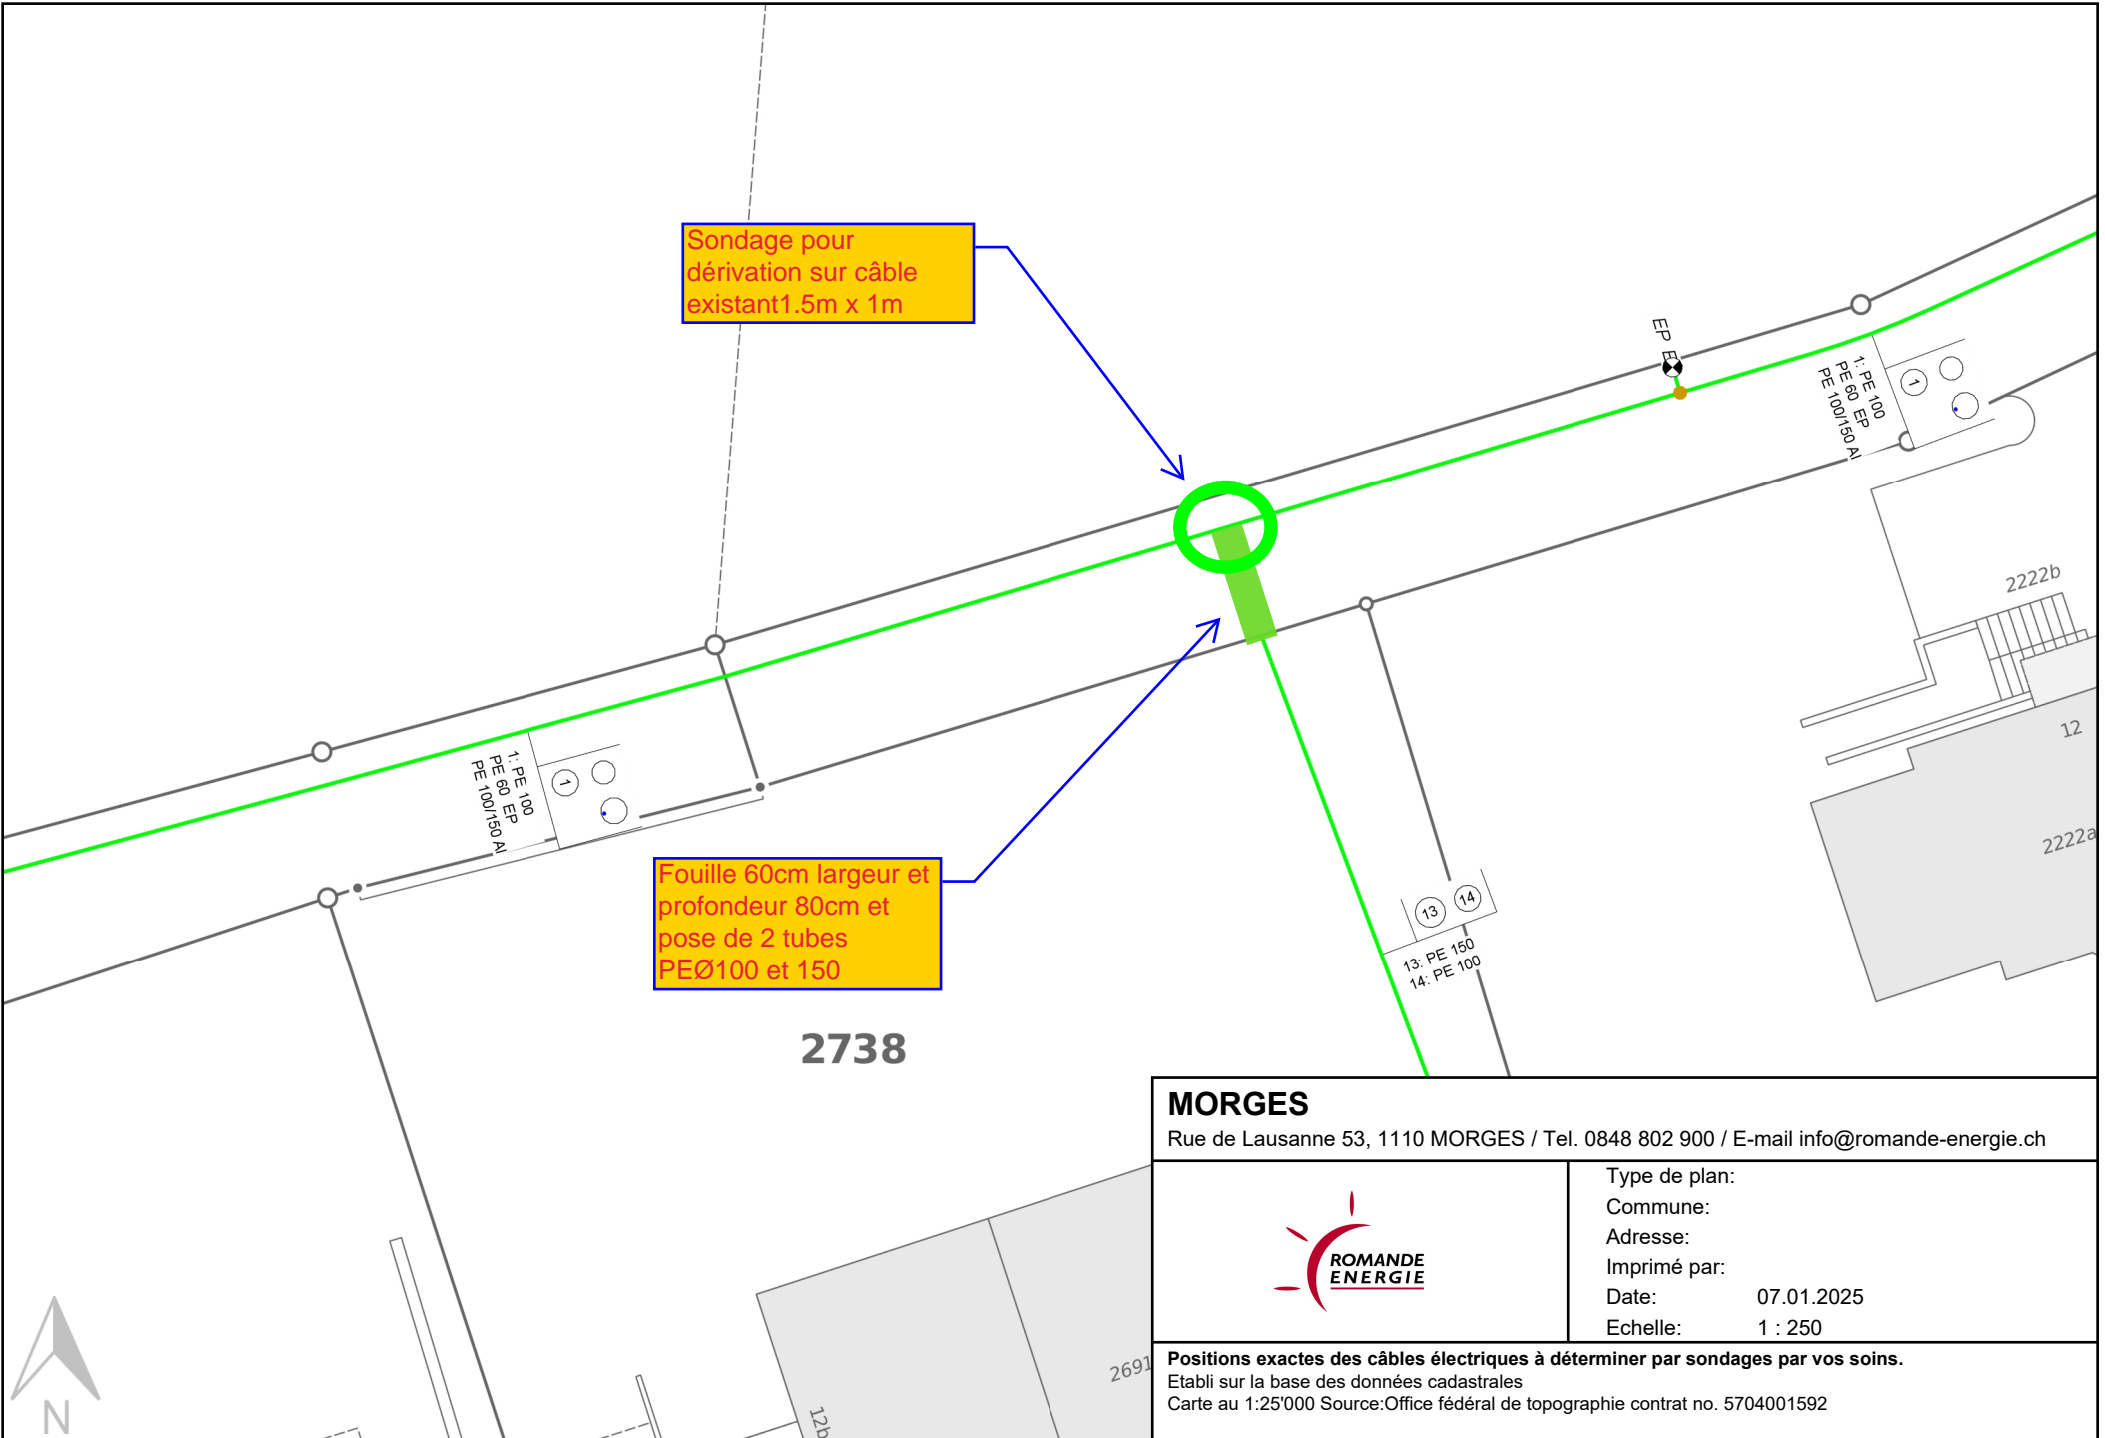 Sondage pour
dérivation sur câble
existant1.5m x 1m
EP
1: PE 100
PE 60 EP
PE 100/150 Al
1
2222b
12
2222a
1: PE 100
PE 60 EP
PE 100/150 Al
1
Fouille 60cm largeur et
profondeur 80cm et
pose de 2 tubes
PEØ100 et 150
13
14
13: PE 150
14: PE 100
2738
MORGES
Rue de Lausanne 53, 1110 MORGES / Tel. 0848 802 900 / E-mail info@romande-energie.ch
ROMANDE
ENERGIE
Type de plan:
Commune:
Adresse:
Imprimé par:
Date: 07.01.2025
Echelle: 1 : 250
Positions exactes des câbles électriques à déterminer par sondages par vos soins.
Etabli sur la base des données cadastrales
Carte au 1:25'000 Source:Office fédéral de topographie contrat no. 5704001592
2691
12b
N